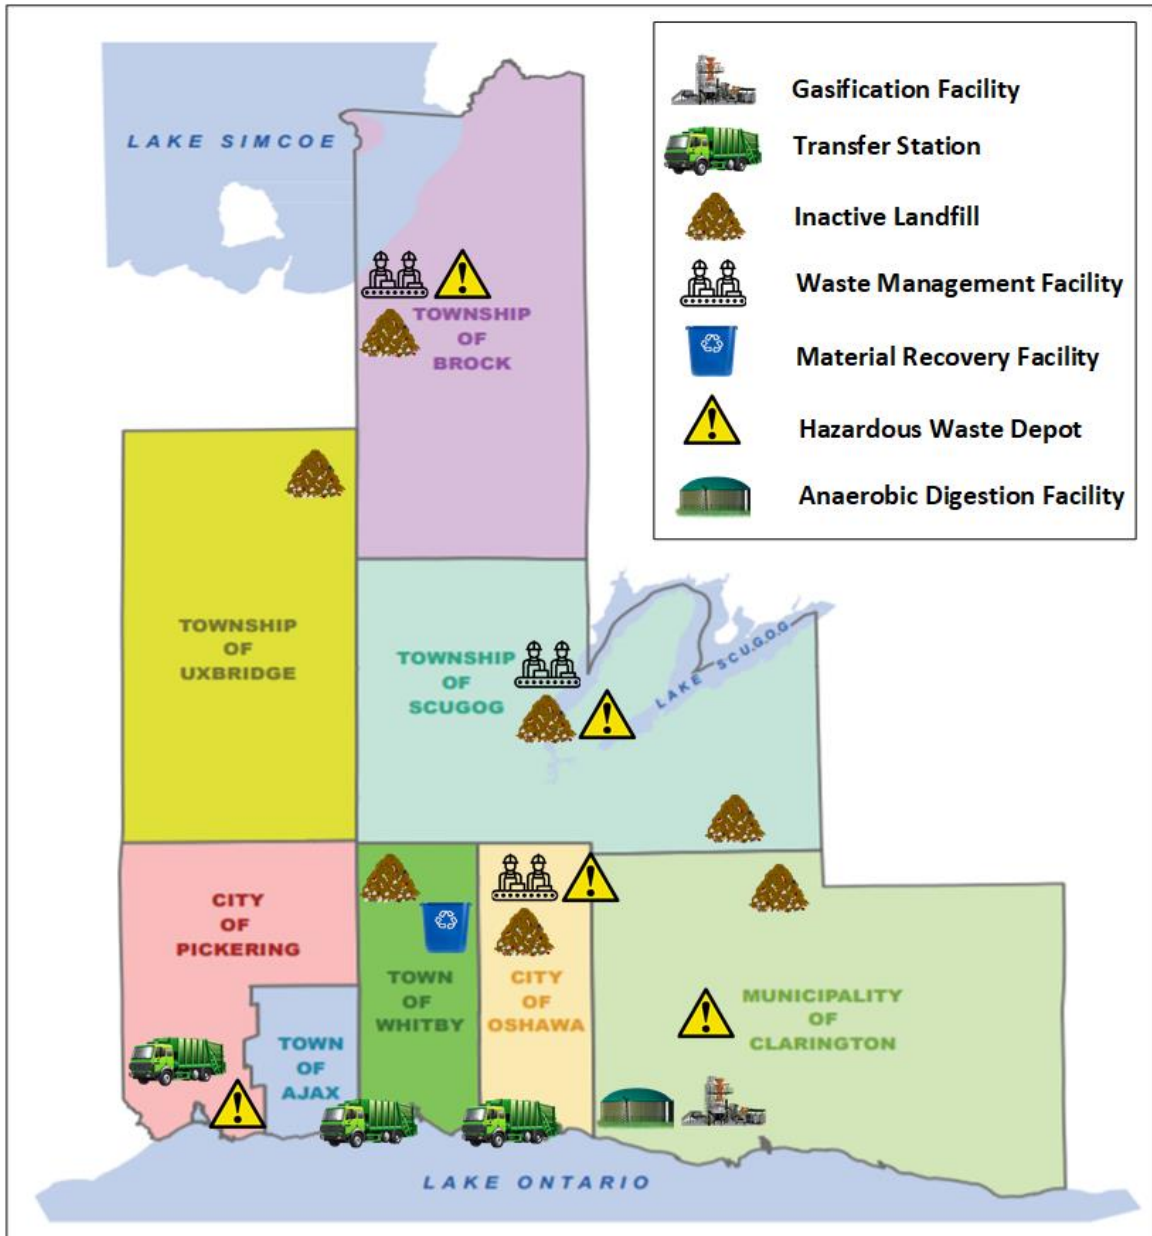 Gasification Facility
Transfer Station
Inactive Landfill
Waste Management Facility
Material Recovery Facility
Hazardous Waste Depot
Anaerobic Digestion Facility
LAKE SIMCOE
TOWNSHIP
OF
BROCK
TOWNSHIP
OF
UXBRIDGE
TOWNSHIP
OF
SCUGOG
LAKE SCUGOG
CITY
OF
PICKERING
TOWN
OF
AJAX
TOWN
OF
WHITBY
CITY
OF
OSHAWA
MUNICIPALITY
OF
CLARINGTON
LAKE ONTARIO